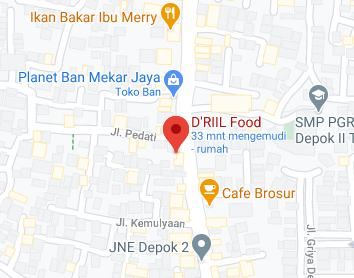 Ikan Bakar Ibu Merry
Planet Ban Mekar Jaya
Toko Ban
D'RIIL Food
33 mnt mengemudi
- rumah
Jl. Pedati
SMP PGR
Depok II T
Cafe Brosur
Jl. Kemulyaan
JNE Depok 2
Jl. Griya De